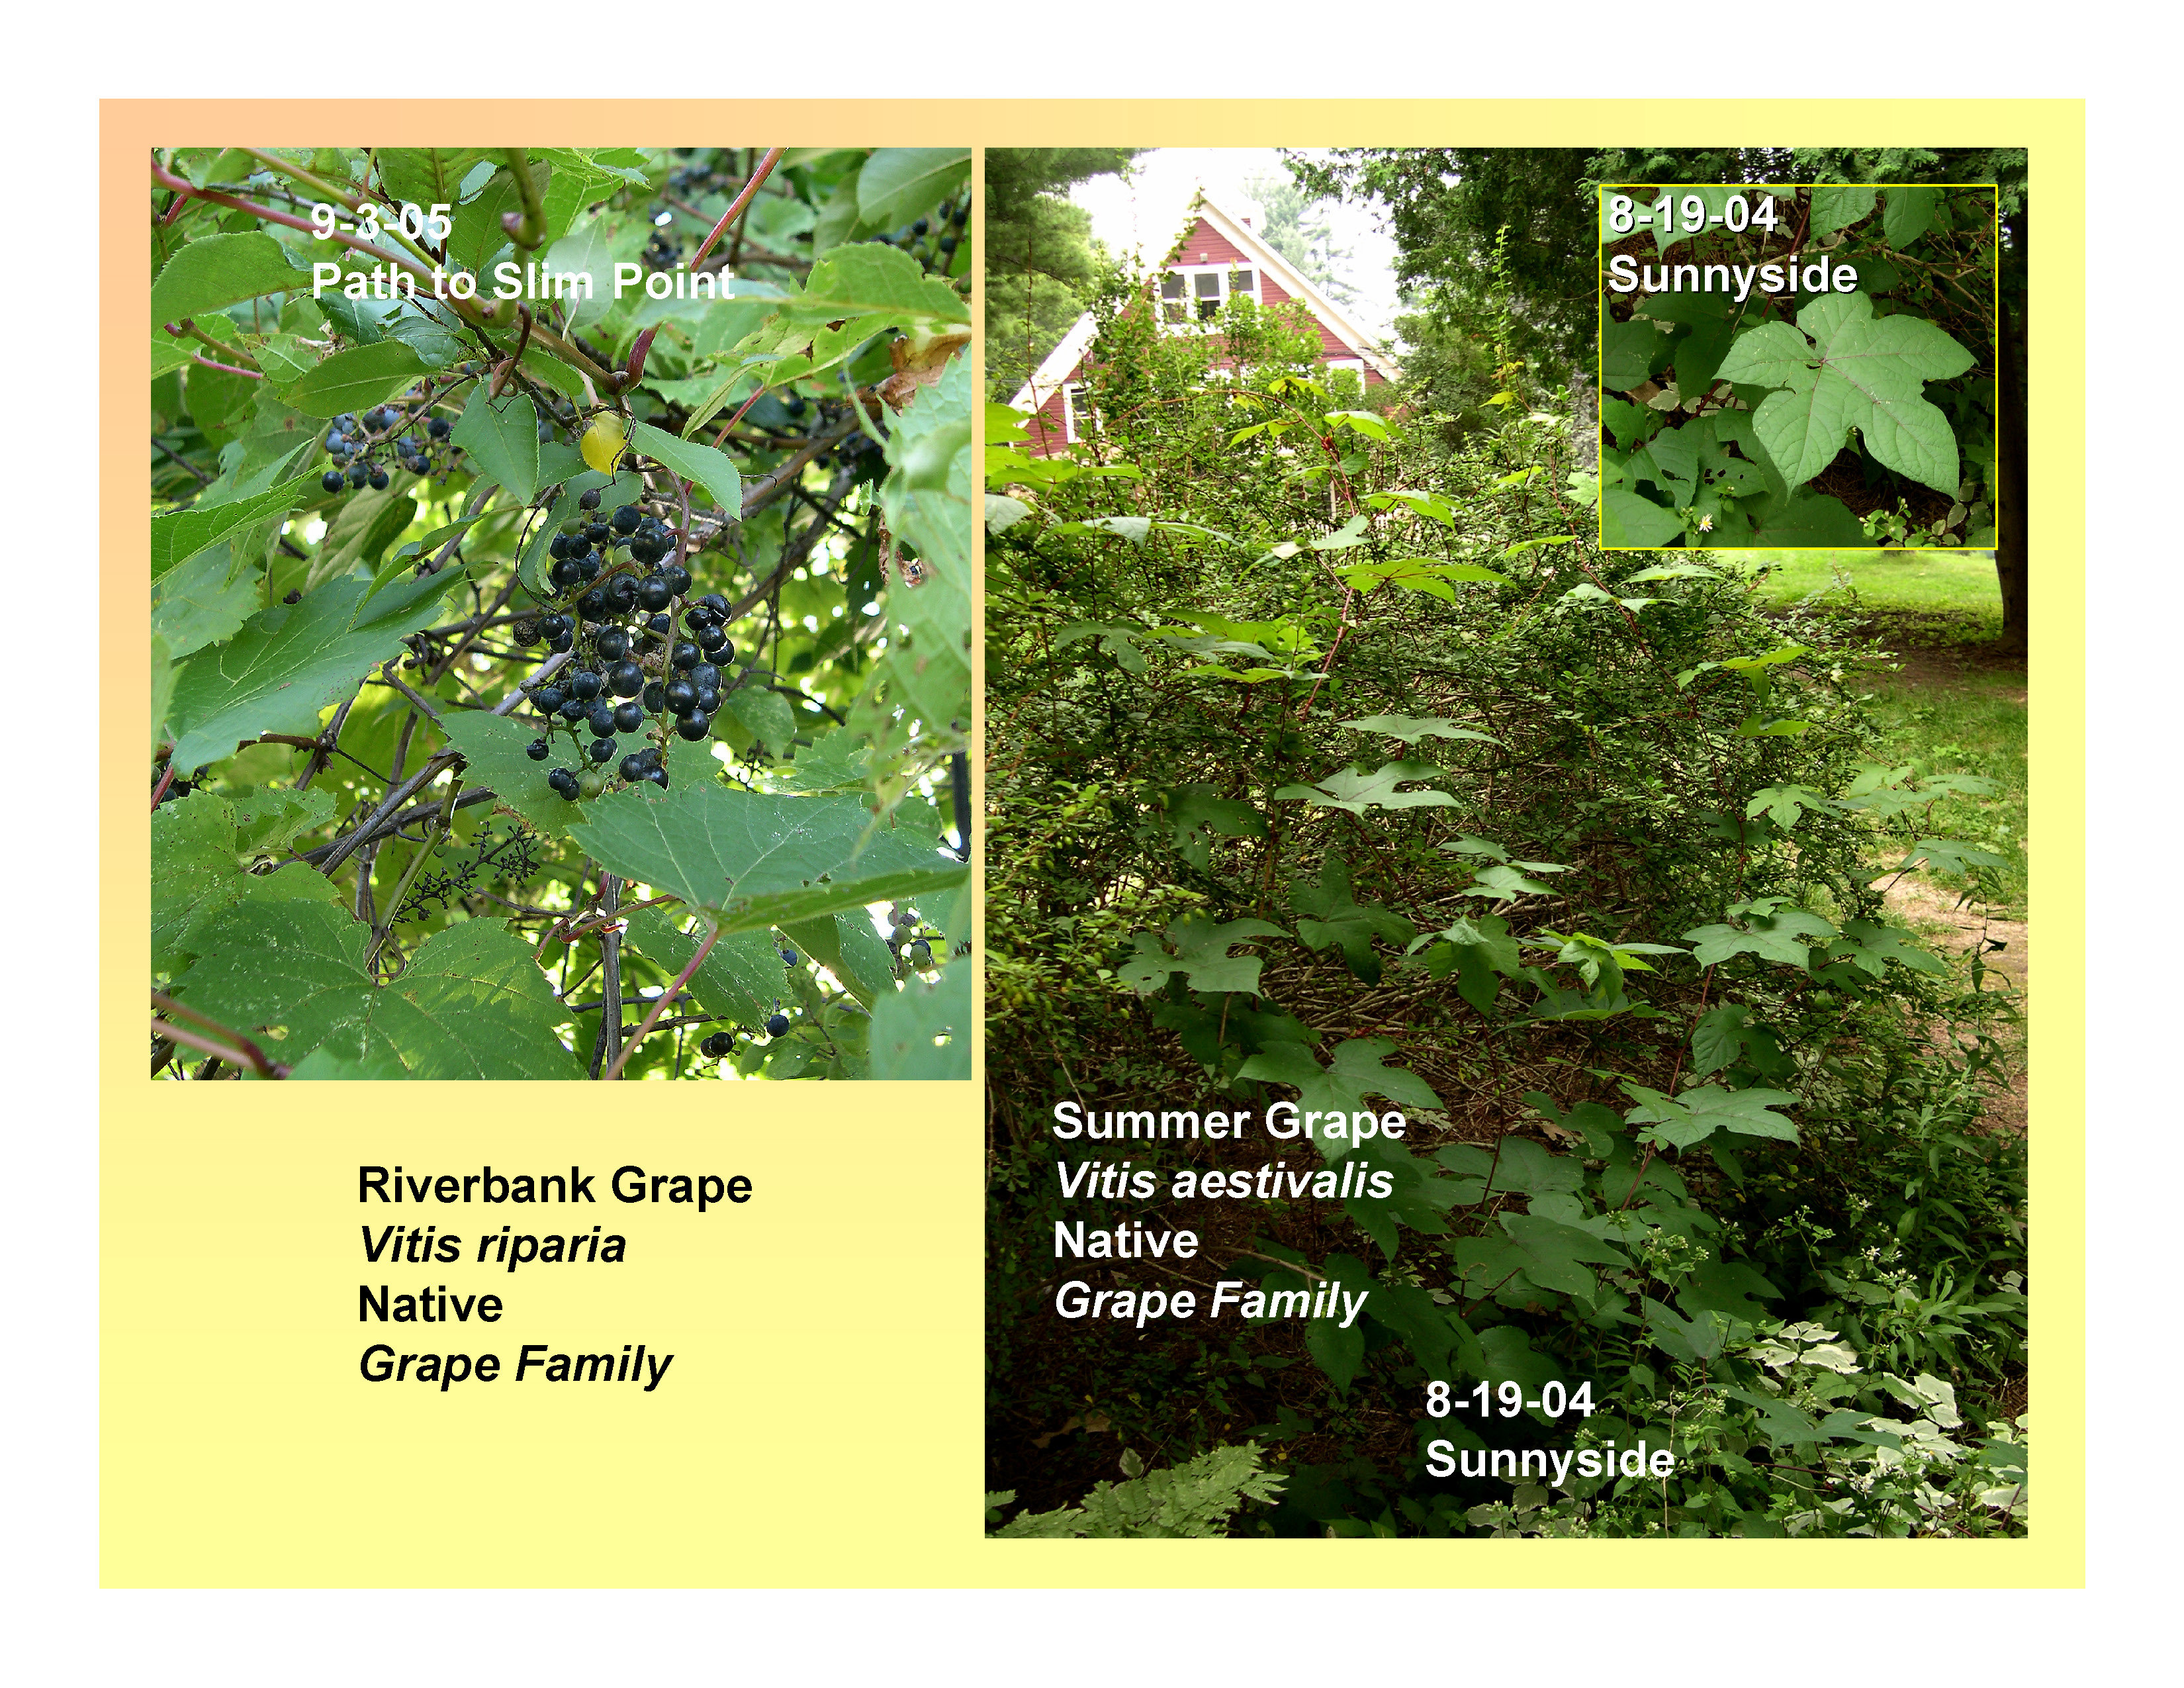 9-3-05
Path to Slim Point
Riverbank Grape
Vitis riparia
Native
Grape Family
8-19-04
Sunnyside
Summer Grape
Vitis aestivalis
Native
Grape Family
8-19-04
Sunnyside